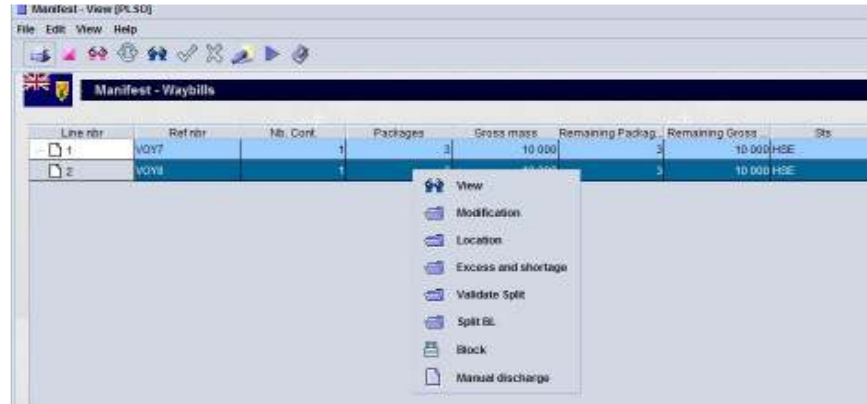 Manifest - View [PLSO]
File Edit View Help
Manifest - Waybills
Line nbr Ref nbr Nb. Cont. Packages Gross mass Remaining Packag... Remaining Gross ... Sts
1 VOY7 1 3 10 000 3 10 000 HSE
2 VOY8 1 3 10 000 HSE
View
Modification
Location
Excess and shortage
Validate Split
Split BL
Block
Manual discharge